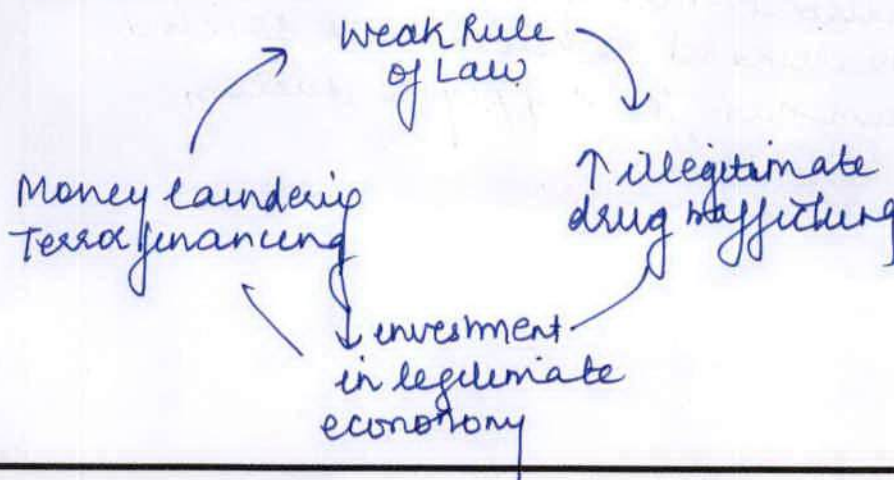 Weak Rule
of Law
↑ illegitimate
drug trafficking
Money laundering
Terror financing
↓ investment
in legitimate
economy